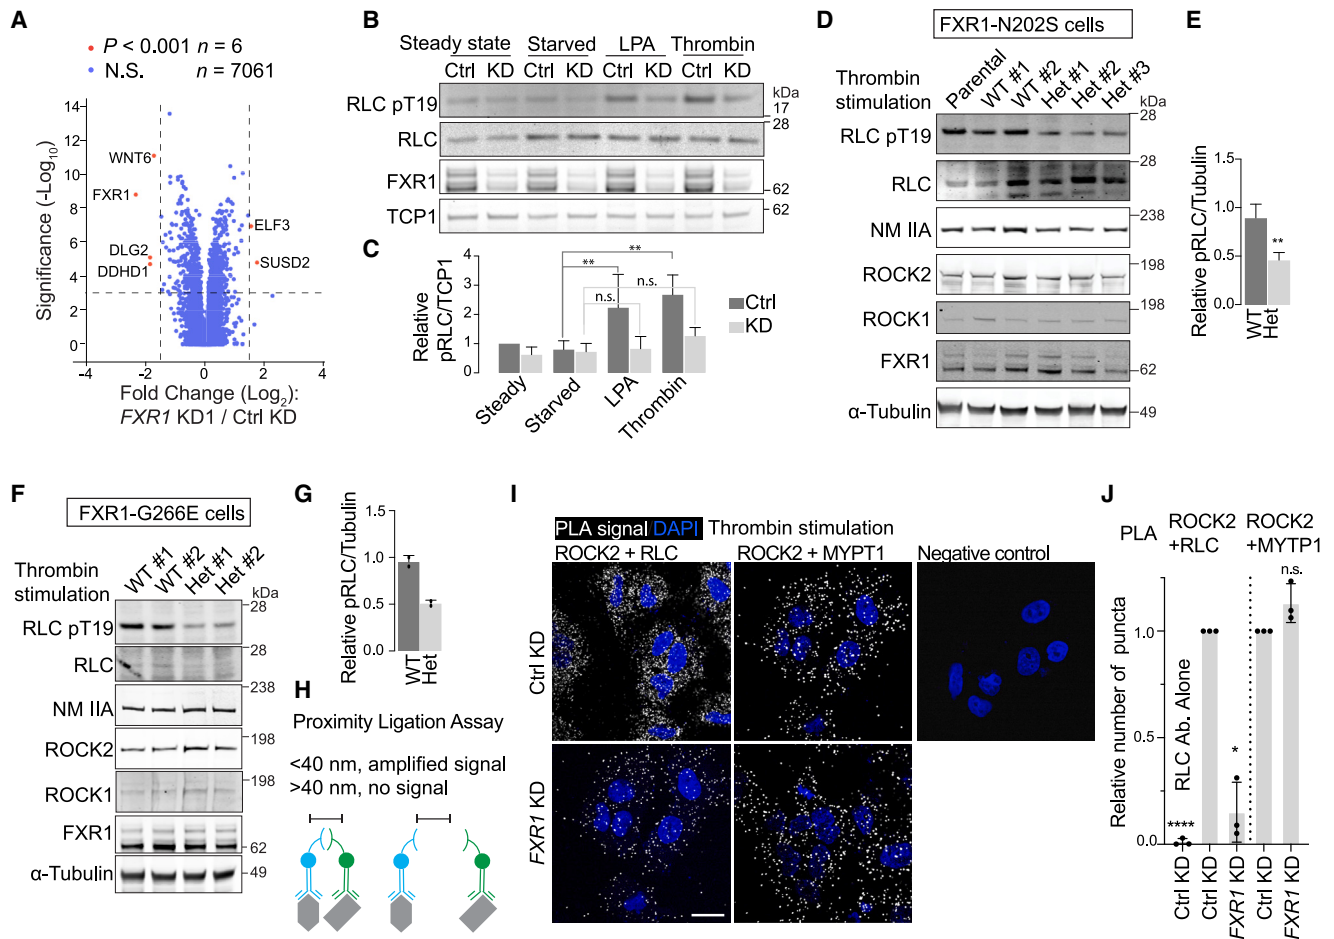 A
P < 0.001 n = 6
N.S. n = 7061
Significance (-Log10)
14
12
10
8
6
4
2
0
WNT6
FXR1
DLG2
DDHD1
ELF3
SUSD2
−4
−2
0
2
4
Fold Change (Log2):
FXR1 KD1 / Ctrl KD
B
Steady state Starved LPA Thrombin
Ctrl KD Ctrl KD Ctrl KD Ctrl KD
kDa
RLC pT19
17
28
RLC
FXR1
62
TCP1
62
C
Relative
pRLC/TCP1
4
3
2
1
0
**
**
n.s.
n.s.
Ctrl
KD
Steady
Starved
LPA
Thrombin
D
FXR1-N202S cells
Thrombin
stimulation
Parental
WT #1
WT #2
Het #1
Het #2
Het #3
kDa
RLC pT19
28
RLC
NM IIA
238
ROCK2
198
ROCK1
198
FXR1
62
α-Tubulin
49
E
Relative pRLC/Tubulin
1.5
1.0
0.5
0.0
**
WT
Het
F
FXR1-G266E cells
Thrombin
stimulation
WT #1
WT #2
Het #1
Het #2
kDa
28
RLC pT19
28
RLC
238
NM IIA
ROCK2
198
ROCK1
198
FXR1
62
α-Tubulin
49
G
Relative pRLC/Tubulin
1.5
1.0
0.5
0.0
WT
Het
H
Proximity Ligation Assay
<40 nm, amplified signal
>40 nm, no signal
I
PLA signal/DAPI Thrombin stimulation
ROCK2 + RLC
ROCK2 + MYPT1
Negative control
Ctrl KD
FXR1 KD
J
PLA
ROCK2
+RLC
ROCK2
+MYTP1
n.s.
Relative number of puncta
1.0
0.5
0.0
RLC Ab. Alone
****
*
Ctrl KD
Ctrl KD
FXR1 KD
Ctrl KD
FXR1 KD